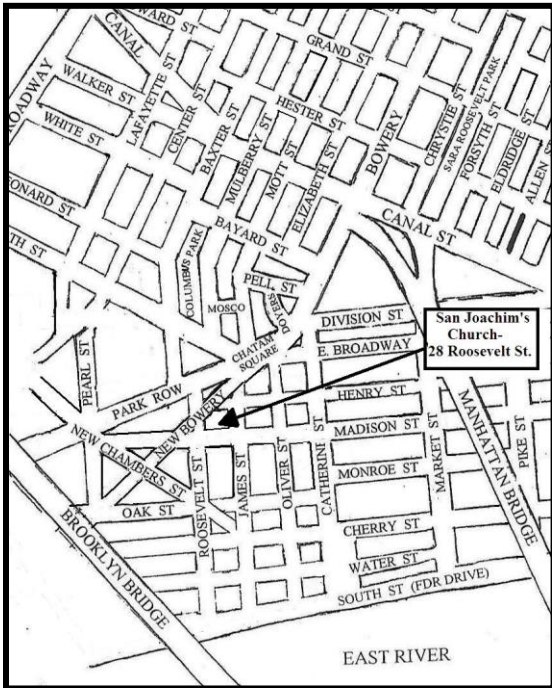 WARD ST
CANAL
GRAND ST
WALKER ST
LAFAYETTE ST
CENTER ST
HESTER ST
BOWERY
CHRYSTIE ST
SARA ROOSEVELT PARK
FORSYTH ST
ELDRIDGE ST
ALLEN ST
ROADWAY
WHITE ST
BAXTER ST
MULBERRY ST
MOTT ST
ELIZABETH ST
ONARD ST
TH ST
BAYARD ST
CANAL ST
COLUMBUS PARK
PELL. ST
MOSCO
DOYERS
CHATAM SQUARE
DIVISION ST
E. BROADWAY
San Joachim's
Church-
28 Roosevelt St.
PEARL ST
PARK ROW
NEW BOWERY
HENRY ST
MADISON ST
NEW CHAMBERS ST
ROOSEVELT ST
JAMES ST
OLIVER ST
CATHERINE ST
MONROE ST
MARKET ST
MANHATTAN BRIDGE
PIKE ST
OAK ST
CHERRY ST
BROOKLYN BRIDGE
WATER ST
SOUTH ST (FDR DRIVE)
EAST RIVER